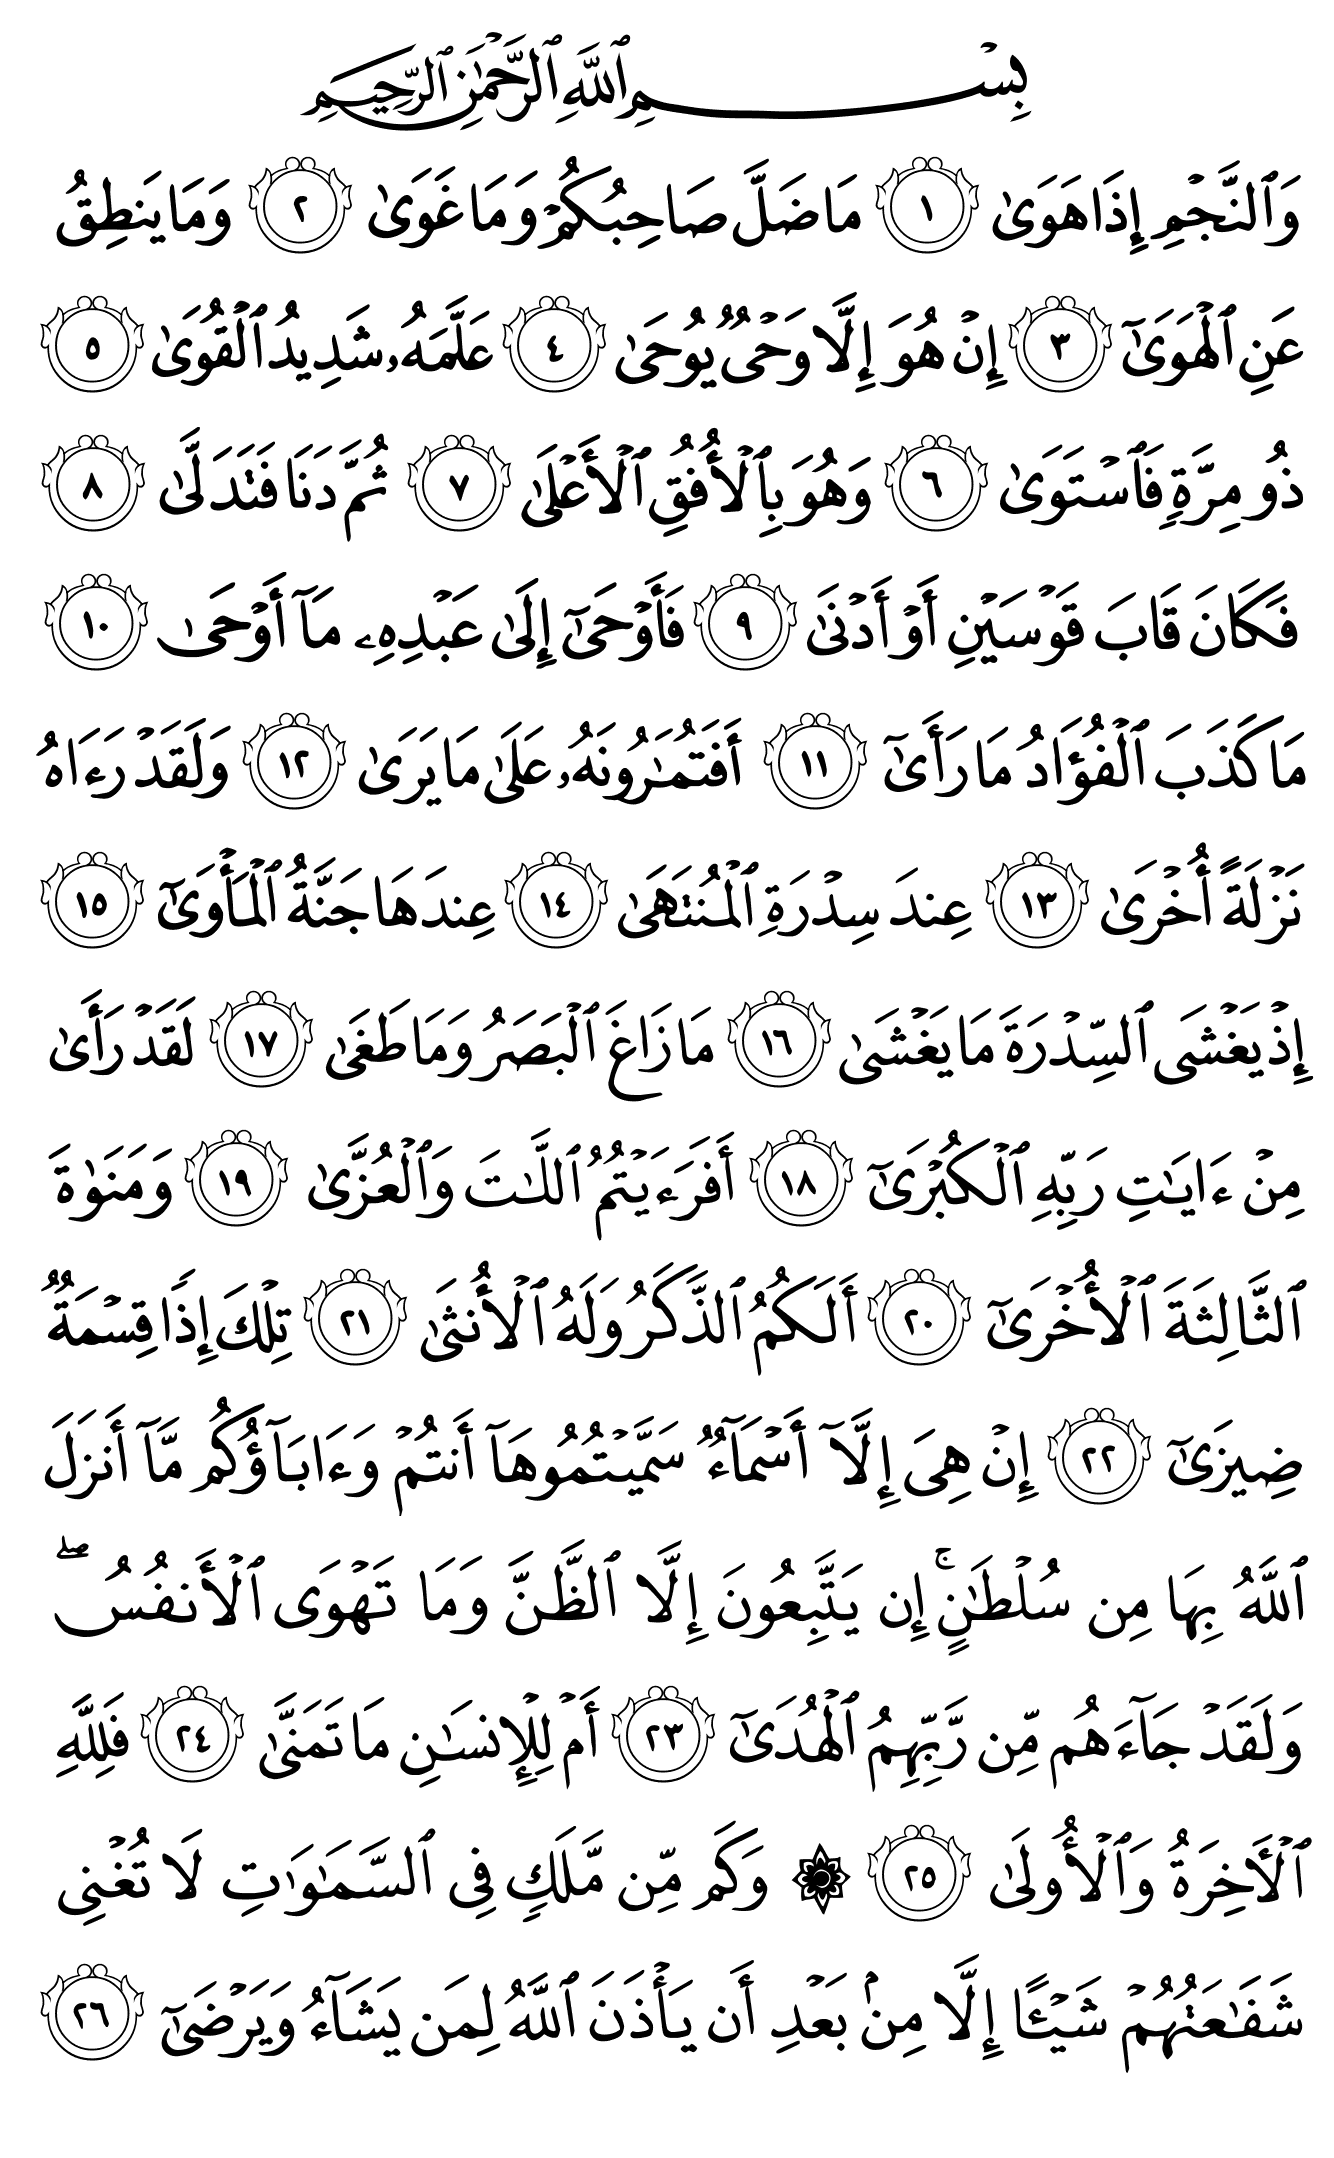 بِسْمِ ٱللَّهِ ٱلرَّحْمَٰنِ ٱلرَّحِيمِ
وَٱلنَّجْمِ إِذَا هَوَىٰ ١ مَا ضَلَّ صَاحِبُكُمْ وَمَا غَوَىٰ ٢ وَمَا يَنطِقُ
عَنِ ٱلْهَوَىٰٓ ٣ إِنْ هُوَ إِلَّا وَحْىٌ يُوحَىٰ ٤ عَلَّمَهُۥ شَدِيدُ ٱلْقُوَىٰ ٥
ذُو مِرَّةٍ فَٱسْتَوَىٰ ٦ وَهُوَ بِٱلْأُفُقِ ٱلْأَعْلَىٰ ٧ ثُمَّ دَنَا فَتَدَلَّىٰ ٨
فَكَانَ قَابَ قَوْسَيْنِ أَوْ أَدْنَىٰ ٩ فَأَوْحَىٰٓ إِلَىٰ عَبْدِهِۦ مَآ أَوْحَىٰ ١٠
مَا كَذَبَ ٱلْفُؤَادُ مَا رَأَىٰٓ ١١ أَفَتُمَٰرُونَهُۥ عَلَىٰ مَا يَرَىٰ ١٢ وَلَقَدْ رَءَاهُ
نَزْلَةً أُخْرَىٰ ١٣ عِندَ سِدْرَةِ ٱلْمُنتَهَىٰ ١٤ عِندَهَا جَنَّةُ ٱلْمَأْوَىٰٓ ١٥
إِذْ يَغْشَى ٱلسِّدْرَةَ مَا يَغْشَىٰ ١٦ مَا زَاغَ ٱلْبَصَرُ وَمَا طَغَىٰ ١٧ لَقَدْ رَأَىٰ
مِنْ ءَايَٰتِ رَبِّهِ ٱلْكُبْرَىٰٓ ١٨ أَفَرَءَيْتُمُ ٱللَّٰتَ وَٱلْعُزَّىٰ ١٩ وَمَنَوٰةَ
ٱلثَّالِثَةَ ٱلْأُخْرَىٰٓ ٢٠ أَلَكُمُ ٱلذَّكَرُ وَلَهُ ٱلْأُنثَىٰ ٢١ تِلْكَ إِذًا قِسْمَةٌ
ضِيزَىٰٓ ٢٢ إِنْ هِىَ إِلَّآ أَسْمَآءٌ سَمَّيْتُمُوهَآ أَنتُمْ وَءَابَآؤُكُم مَّآ أَنزَلَ
ٱللَّهُ بِهَا مِن سُلْطَٰنٍ ۚ إِن يَتَّبِعُونَ إِلَّا ٱلظَّنَّ وَمَا تَهْوَى ٱلْأَنفُسُ ۖ
وَلَقَدْ جَآءَهُم مِّن رَّبِّهِمُ ٱلْهُدَىٰٓ ٢٣ أَمْ لِلْإِنسَٰنِ مَا تَمَنَّىٰ ٢٤ فَلِلَّهِ
ٱلْـَٔاخِرَةُ وَٱلْأُولَىٰ ٢٥ ۞ وَكَم مِّن مَّلَكٍ فِى ٱلسَّمَٰوَٰتِ لَا تُغْنِى
شَفَٰعَتُهُمْ شَيْـًٔا إِلَّا مِنۢ بَعْدِ أَن يَأْذَنَ ٱللَّهُ لِمَن يَشَآءُ وَيَرْضَىٰٓ ٢٦